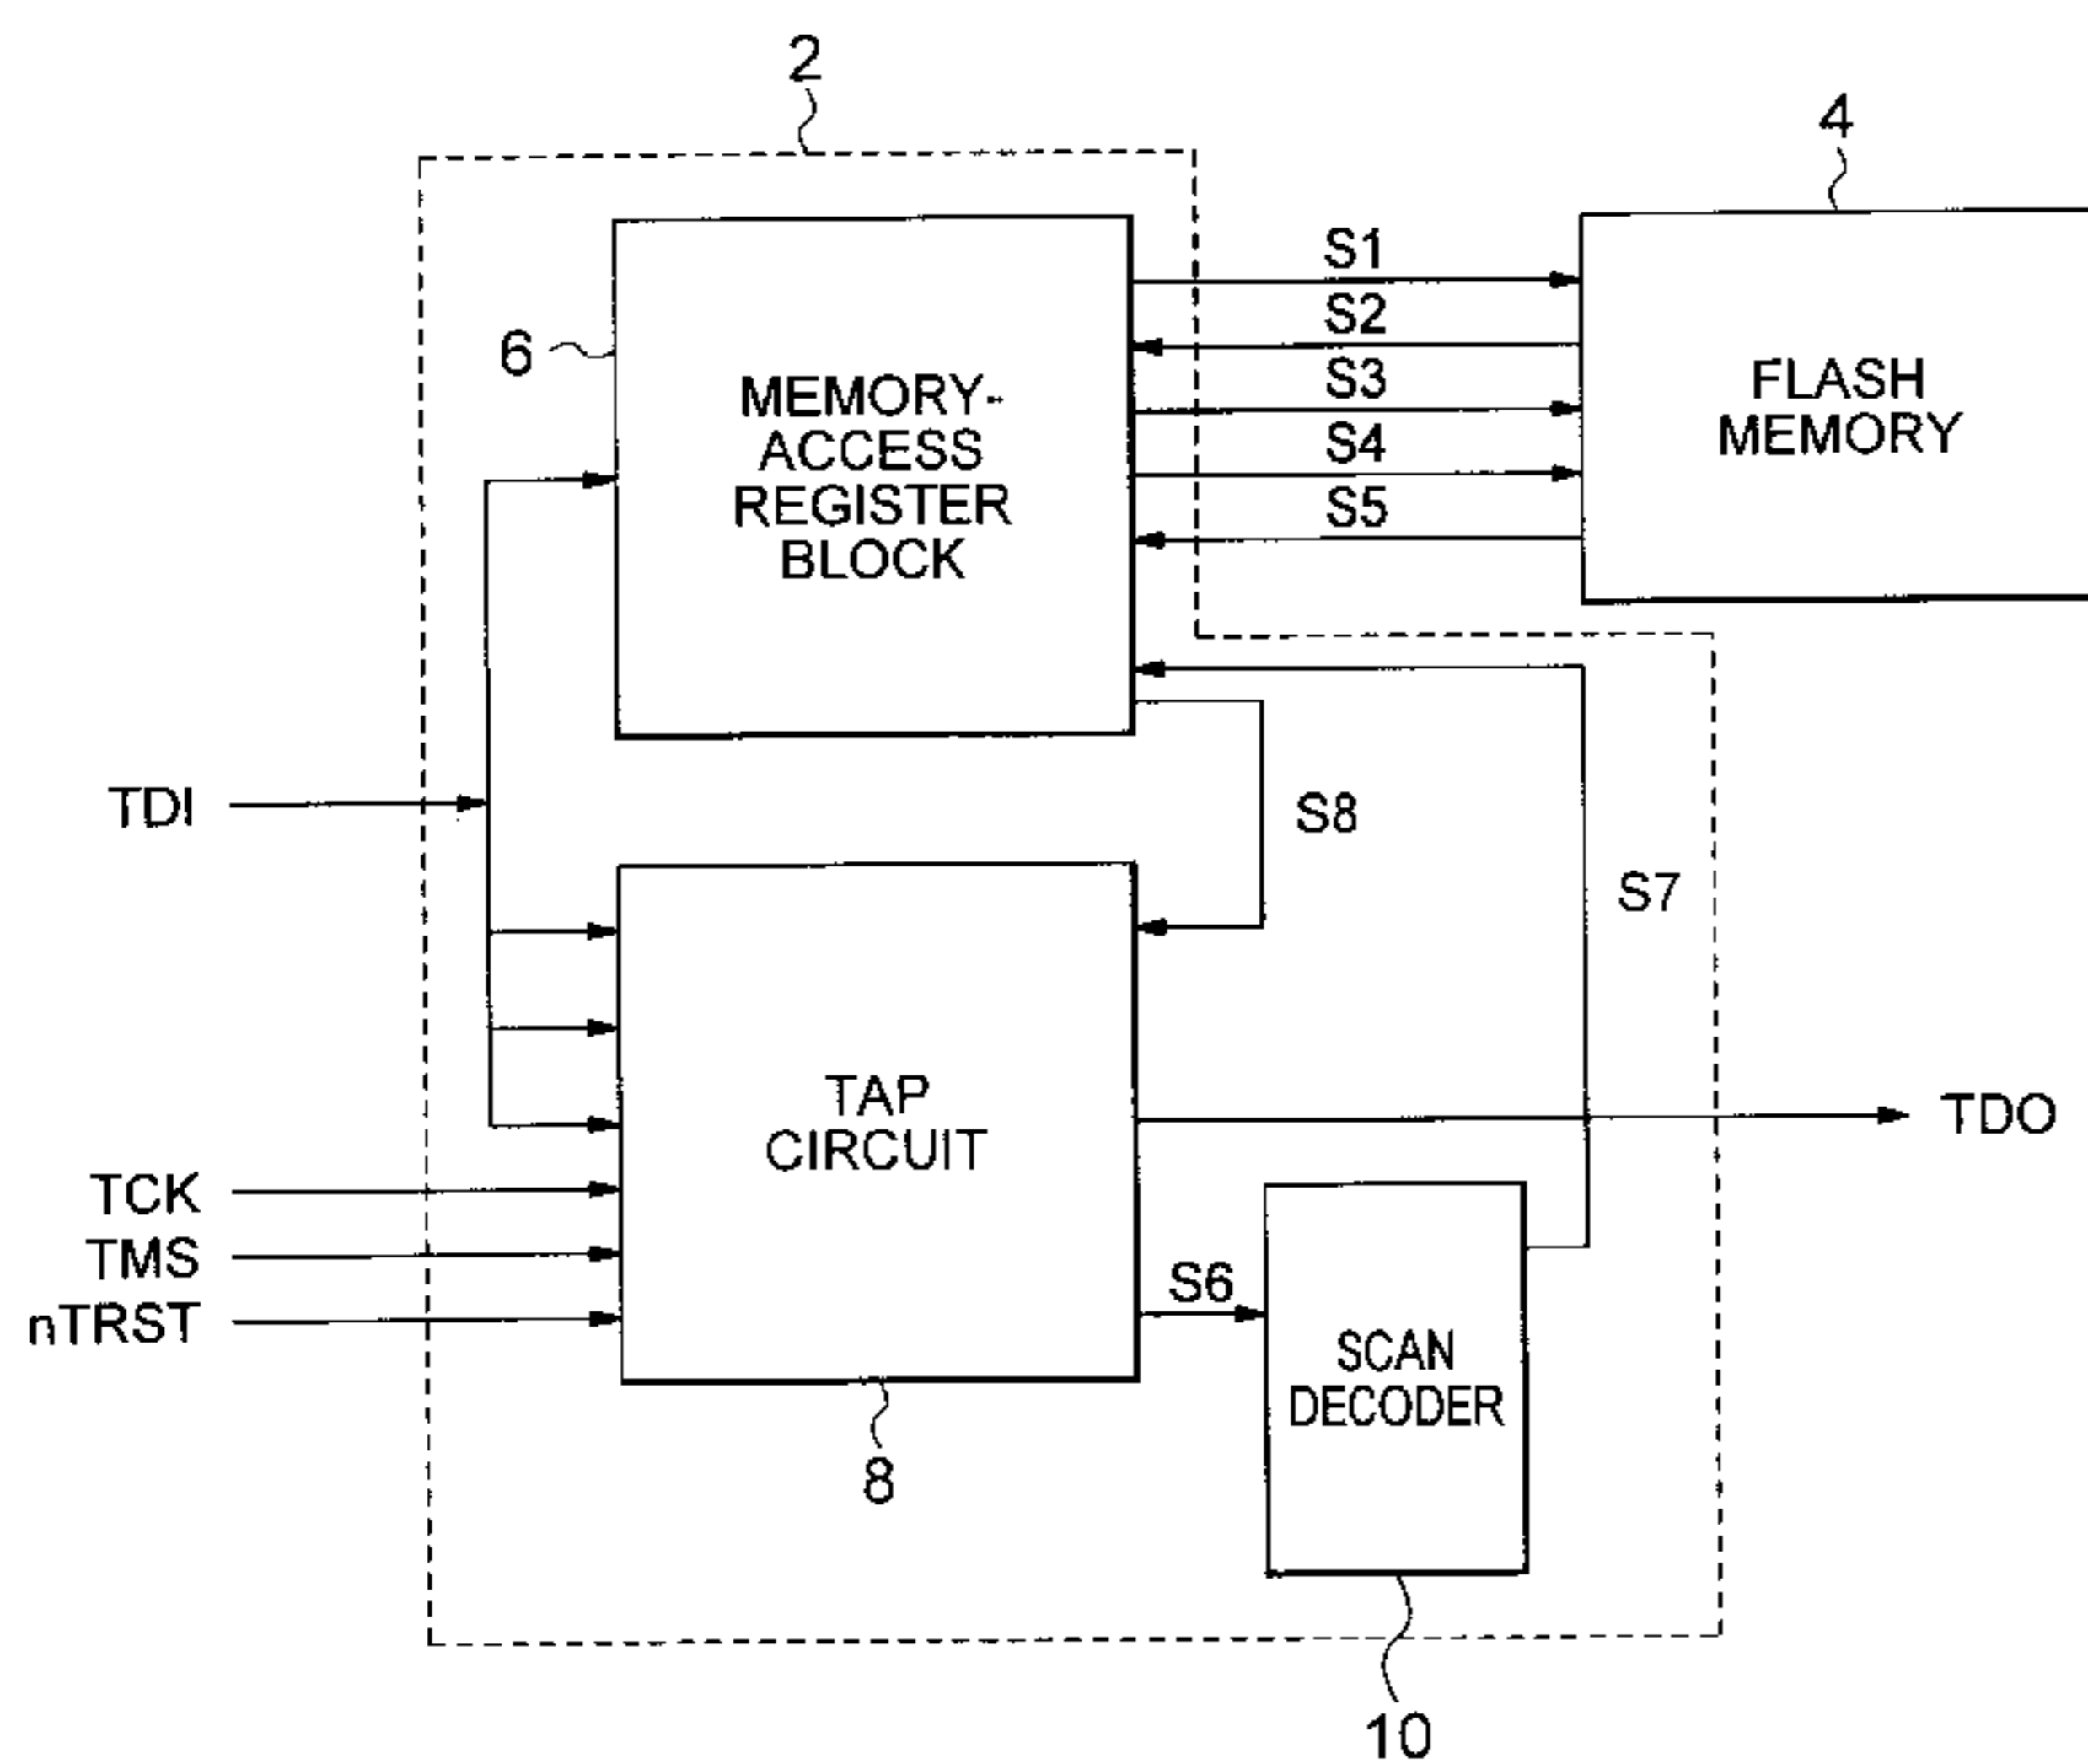 2
4
S1
S2
6
S3
FLASH
MEMORY
MEMORY-
ACCESS
REGISTER
BLOCK
S4
S5
TDI
S8
S7
TAP
CIRCUIT
TDO
TCK
TMS
nTRST
S6
SCAN
DECODER
8
10